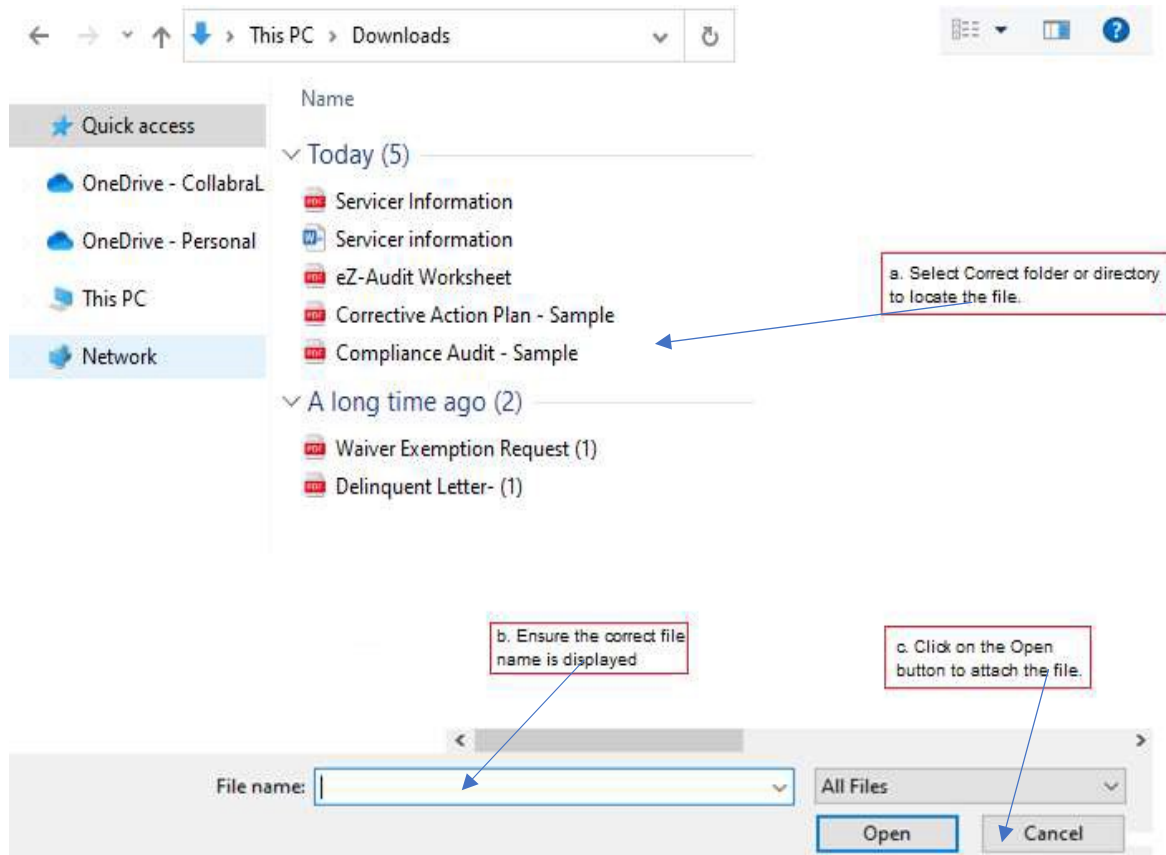 This PC > Downloads
Name
Quick access
OneDrive - CollabraL
OneDrive - Personal
This PC
Network
Today (5)
Servicer Information
Servicer information
eZ-Audit Worksheet
Corrective Action Plan - Sample
Compliance Audit - Sample
A long time ago (2)
Waiver Exemption Request (1)
Delinquent Letter- (1)
a. Select Correct folder or directory
to locate the file.
b. Ensure the correct file
name is displayed
c. Click on the Open
button to attach the file.
File name:
All Files
Open
Cancel